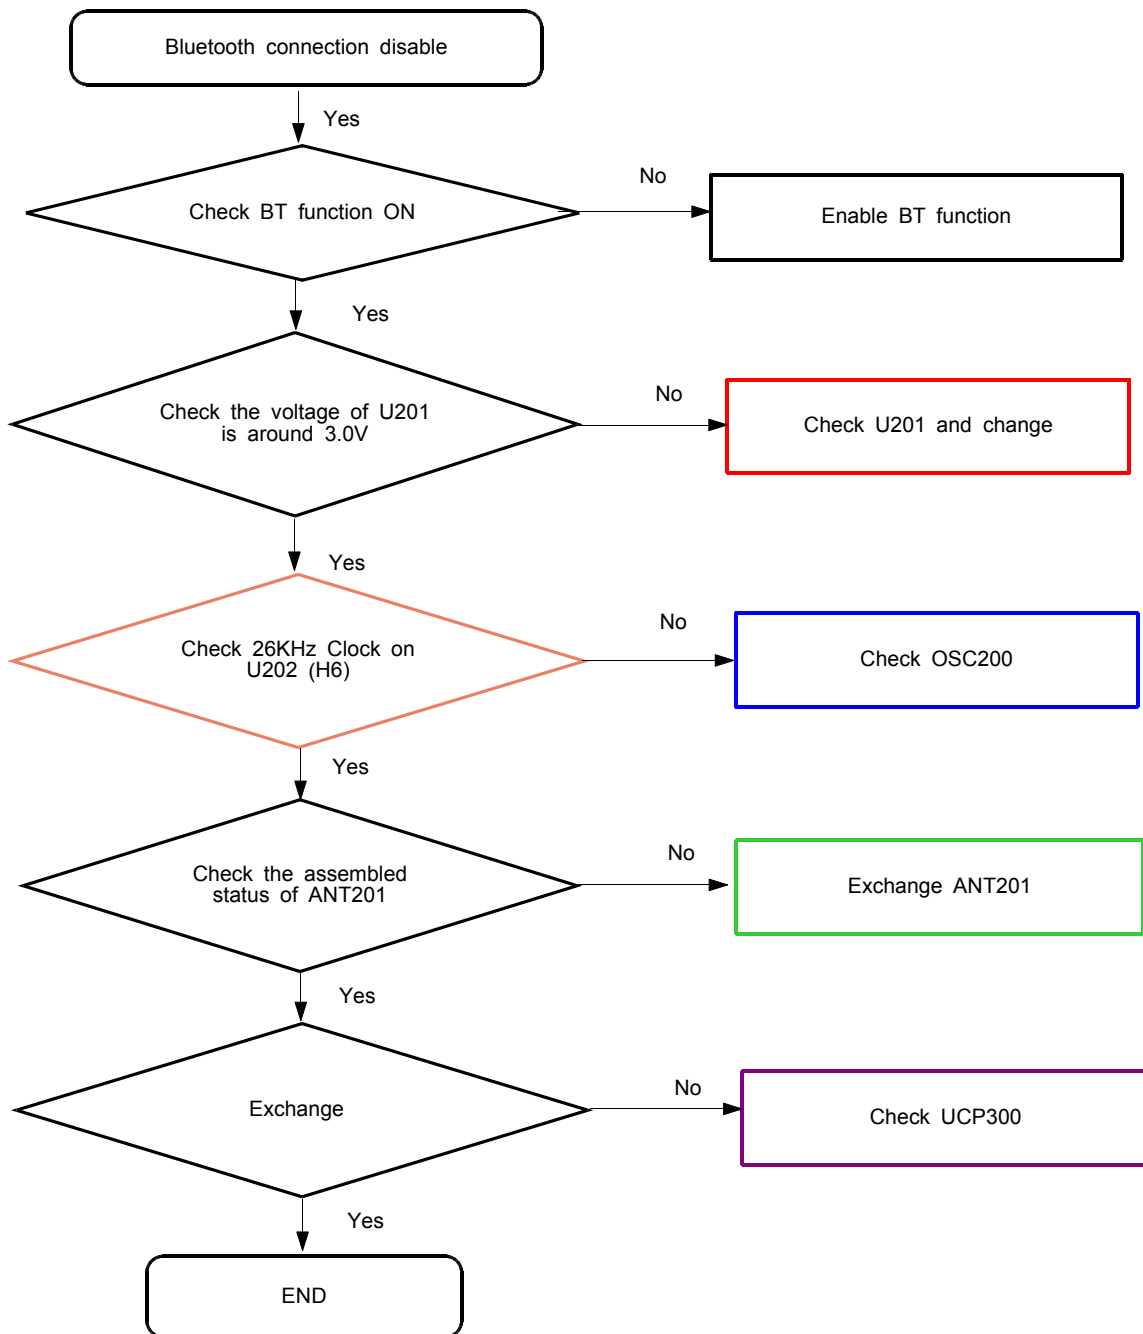 Bluetooth connection disable
Yes
Check BT function ON
No
Enable BT function
Yes
Check the voltage of U201
is around 3.0V
No
Check U201 and change
Yes
Check 26KHz Clock on
U202 (H6)
No
Check OSC200
Yes
Check the assembled
status of ANT201
No
Exchange ANT201
Yes
Exchange
No
Check UCP300
Yes
END